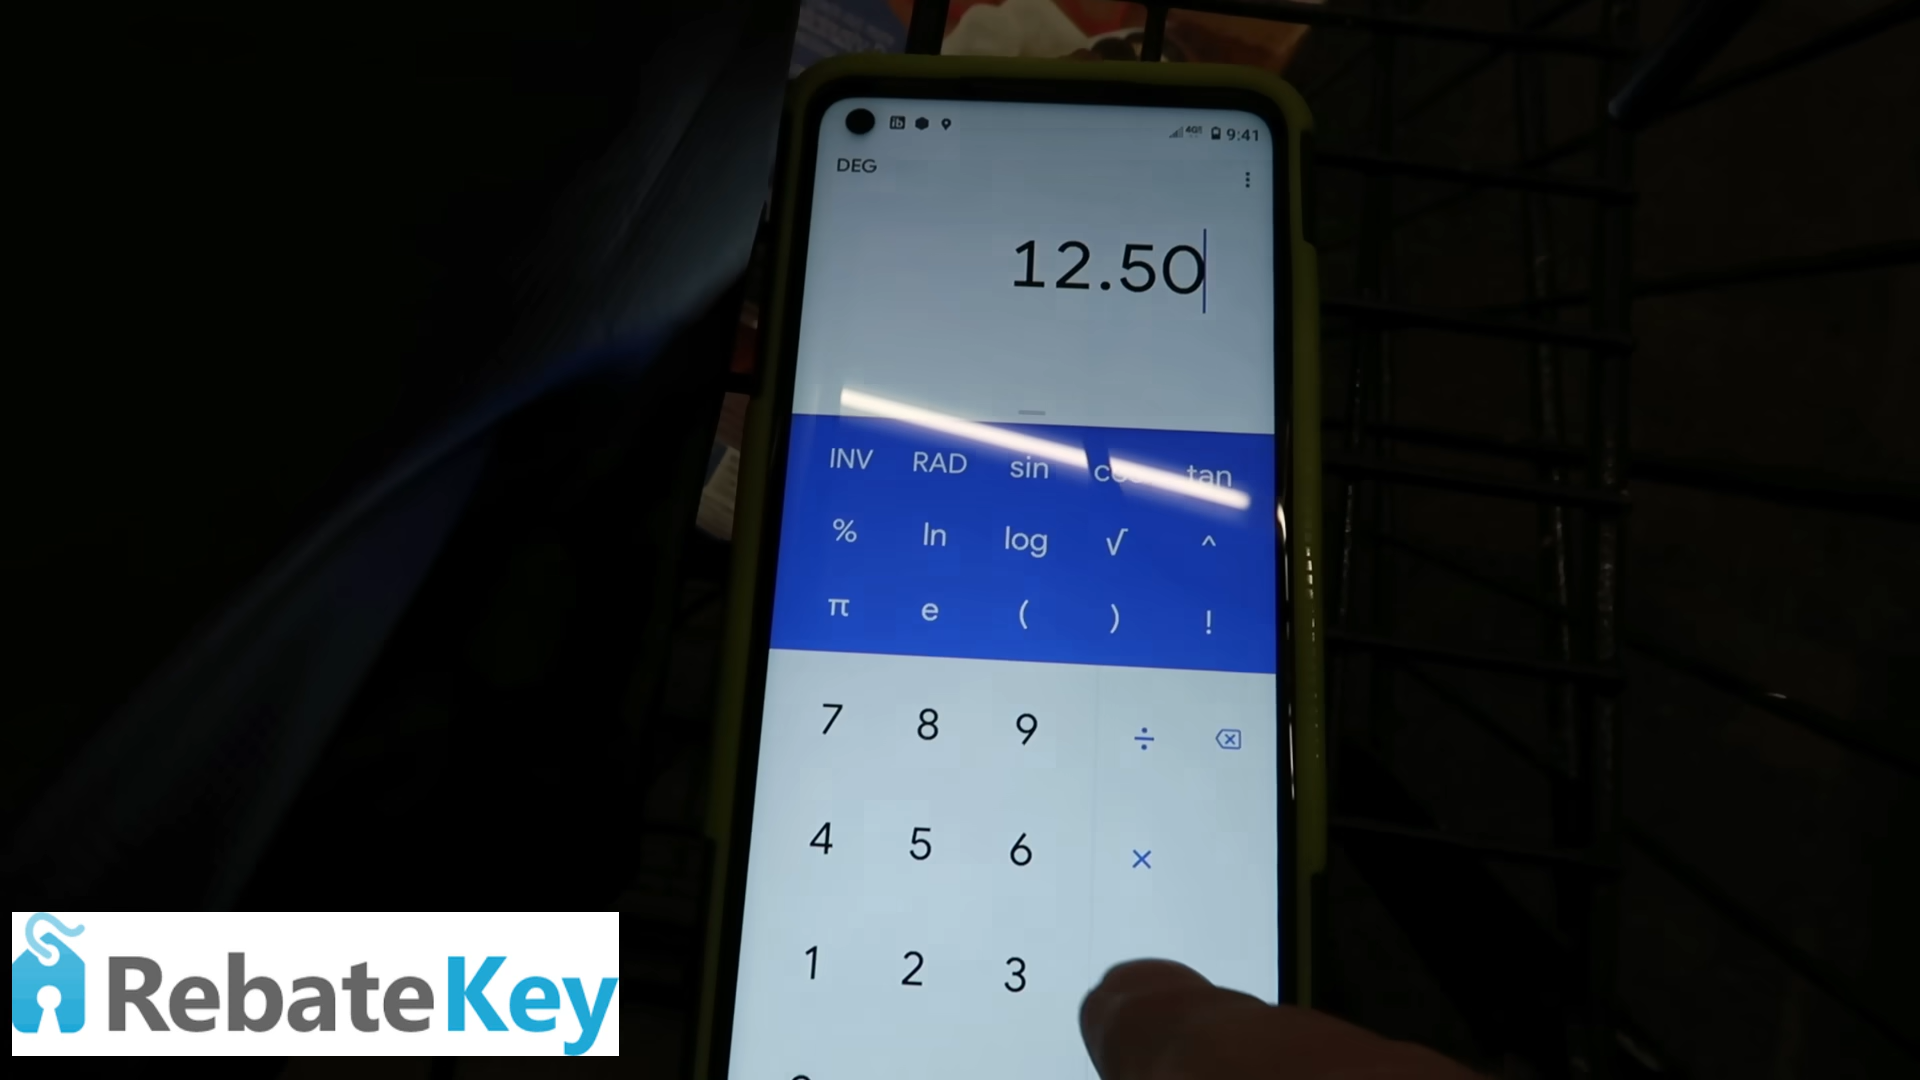 9:41
DEG
12.50
INV RAD sin tan
% ln log √ ^
π e ( ) !
7 8 9 ÷
4 5 6 ×
1 2 3
RebateKey